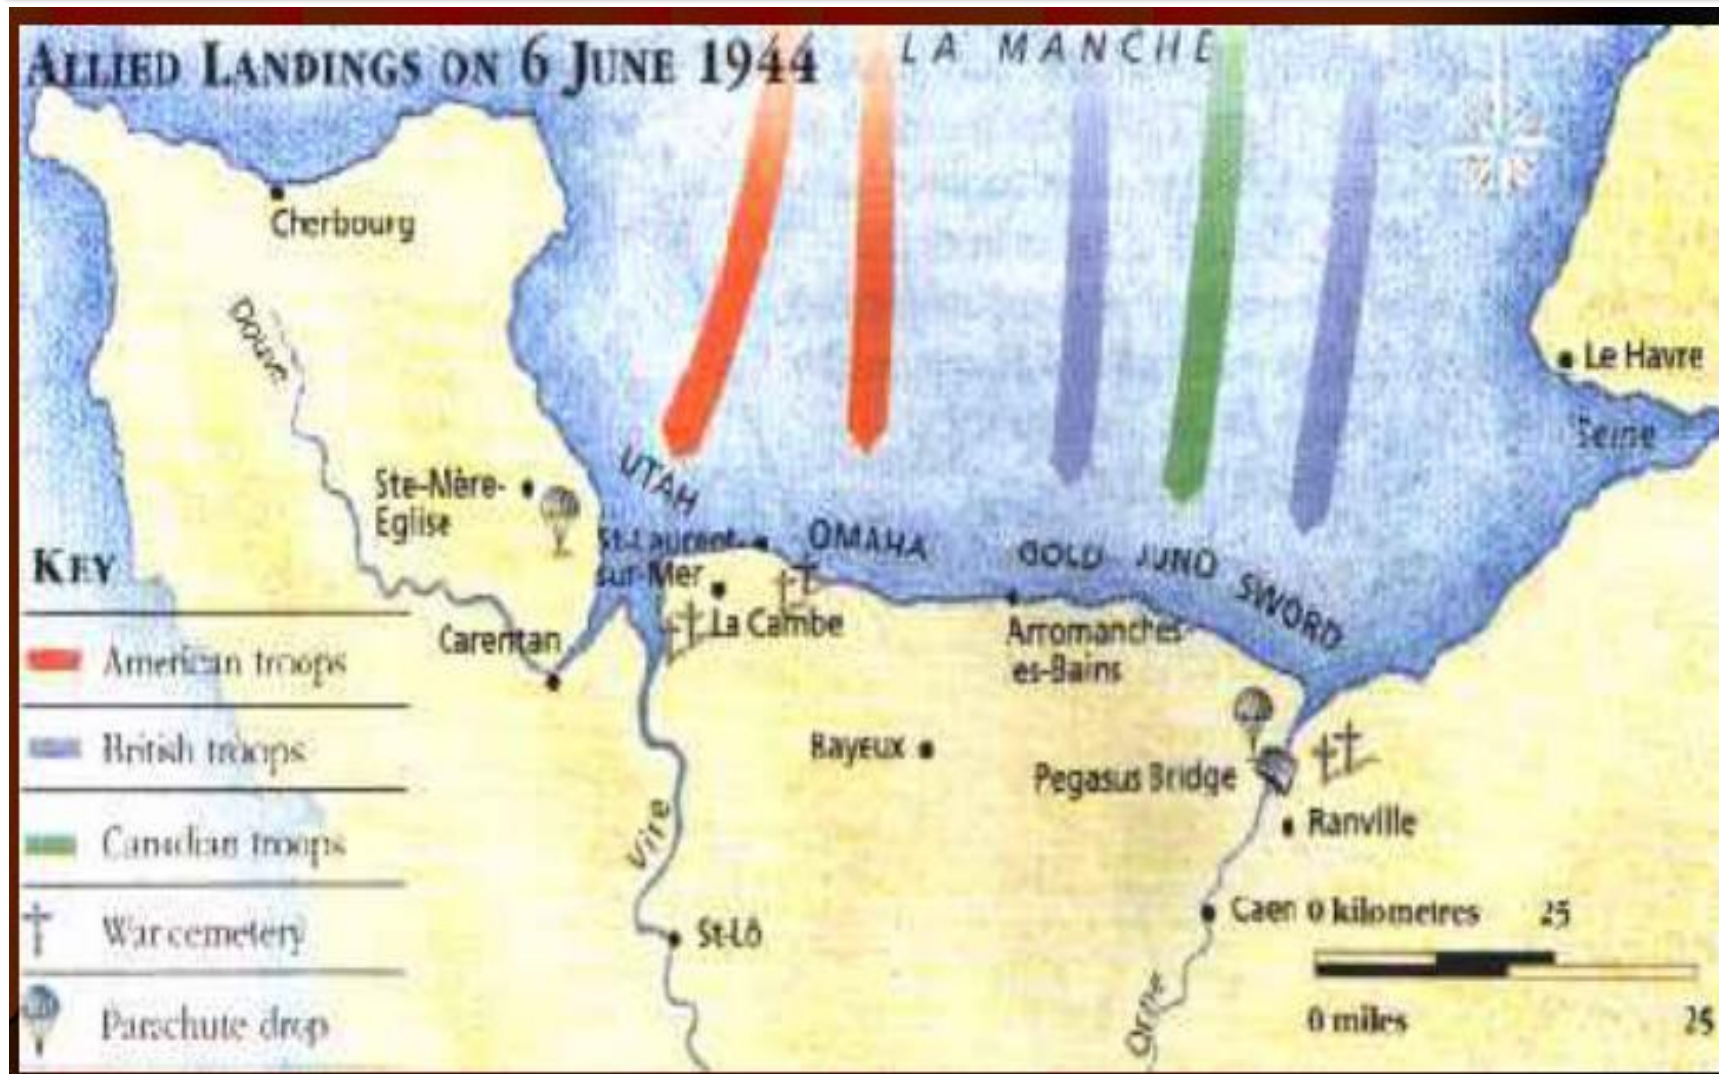 ALLIED LANDINGS ON 6 JUNE 1944
LA MANCHE
Cherbourg
Douve
Le Havre
Seine
Ste-Mère-
Eglise
UTAH
St-Laurent-
sur-Mer
OMAHA
GOLD
JUNO
SWORD
La Cambe
Carentan
Arromanches-
es-Bains
Bayeux
Pegasus Bridge
Ranville
Vire
St-Lô
Caen
Orne
KEY
American troops
British troops
Canadian troops
War cemetery
Parachute drop
0 kilometres 25
0 miles 25